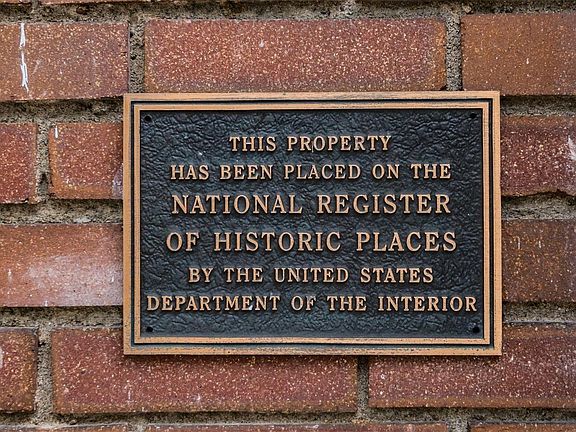 THIS PROPERTY
HAS BEEN PLACED ON THE
NATIONAL REGISTER
OF HISTORIC PLACES
BY THE UNITED STATES
DEPARTMENT OF THE INTERIOR